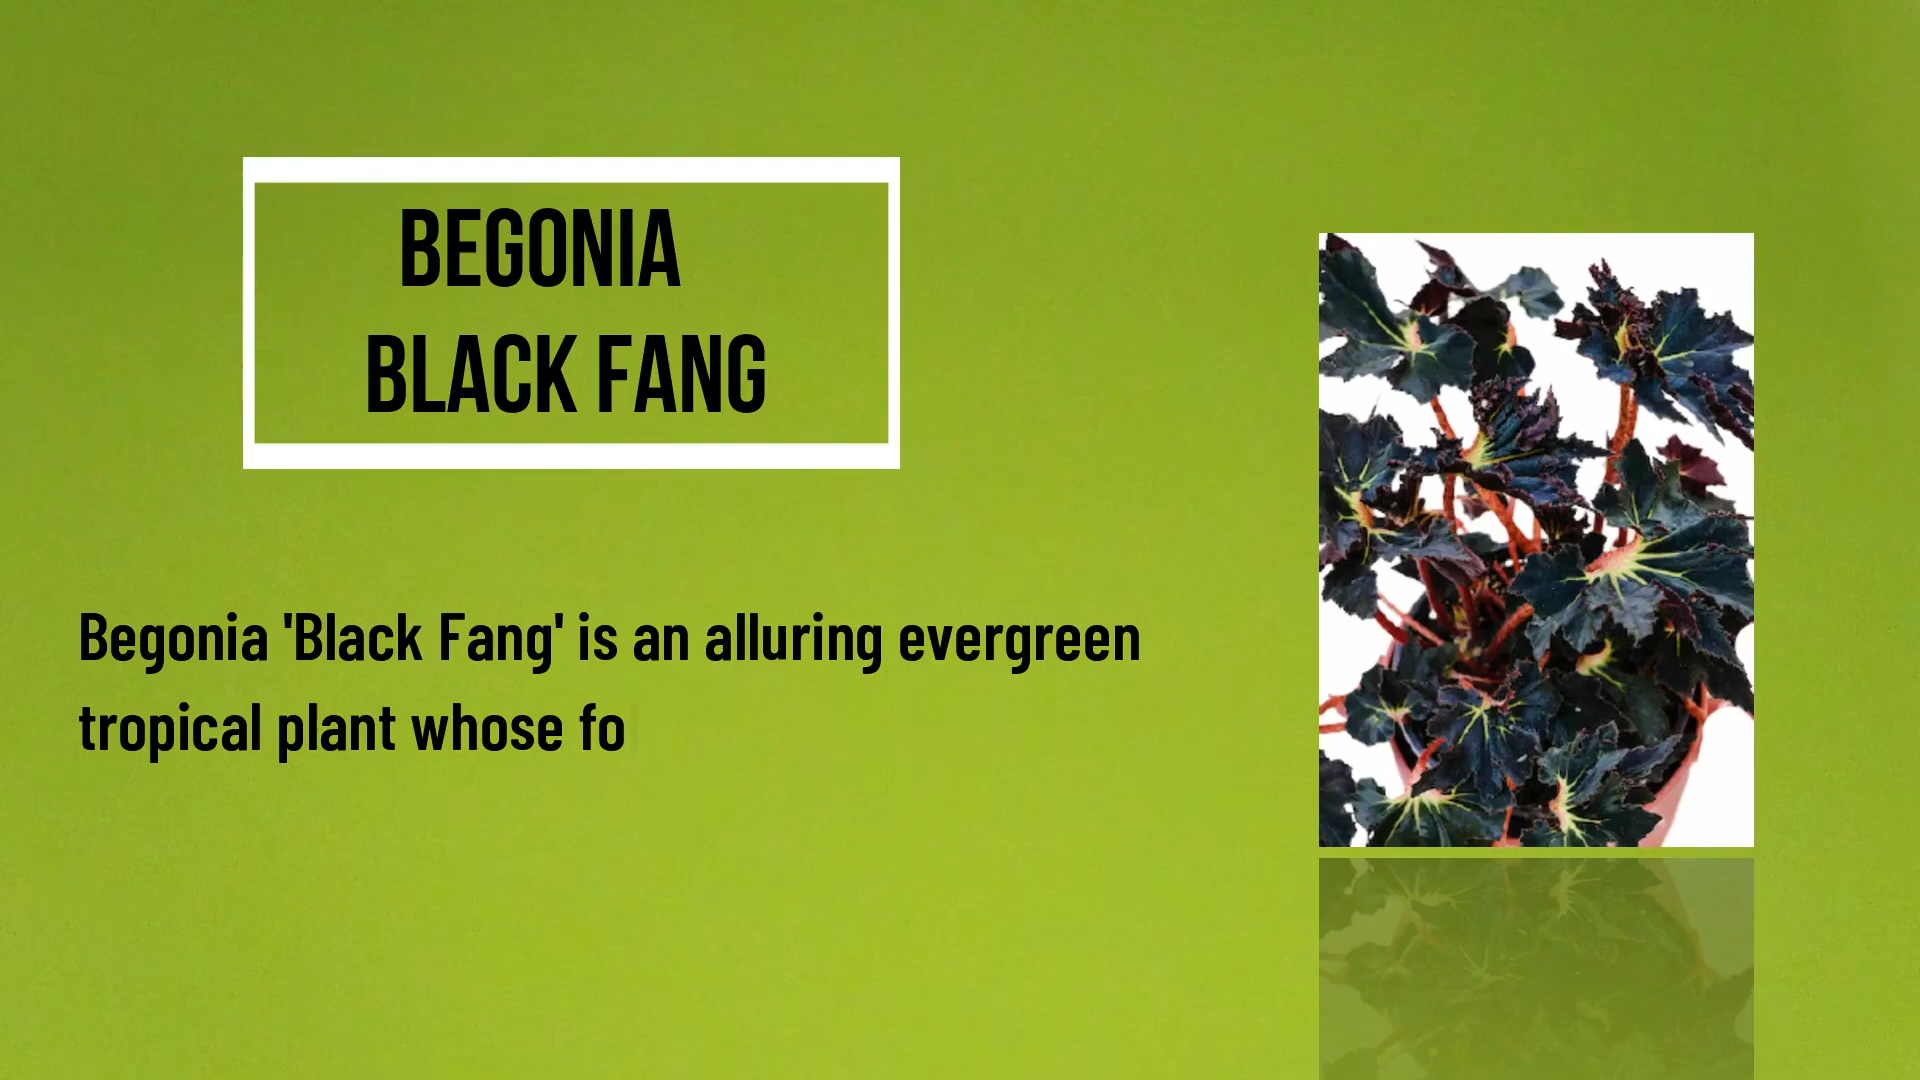 BEGONIA
BLACK FANG
Begonia 'Black Fang' is an alluring evergreen
tropical plant whose fo